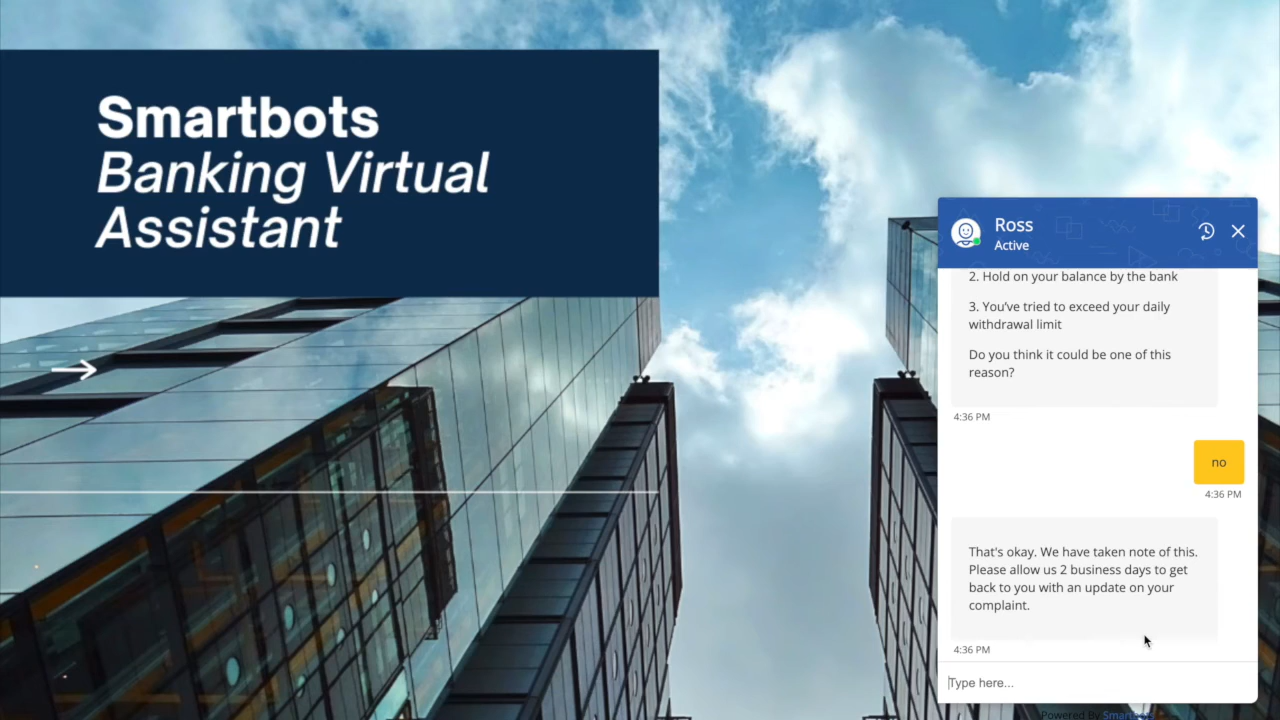 Smartbots
Banking Virtual
Assistant
Ross
Active
2. Hold on your balance by the bank
3. You've tried to exceed your daily
withdrawal limit
Do you think it could be one of this
reason?
4:36 PM
no
4:36 PM
That's okay. We have taken note of this.
Please allow us 2 business days to get
back to you with an update on your
complaint.
4:36 PM
Type here...
Powered By Smartbots